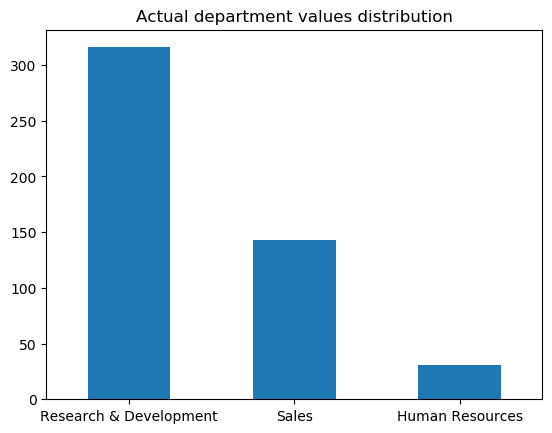 Actual department values distribution
300
250
200
150
100
50
0
Research & Development
Sales
Human Resources